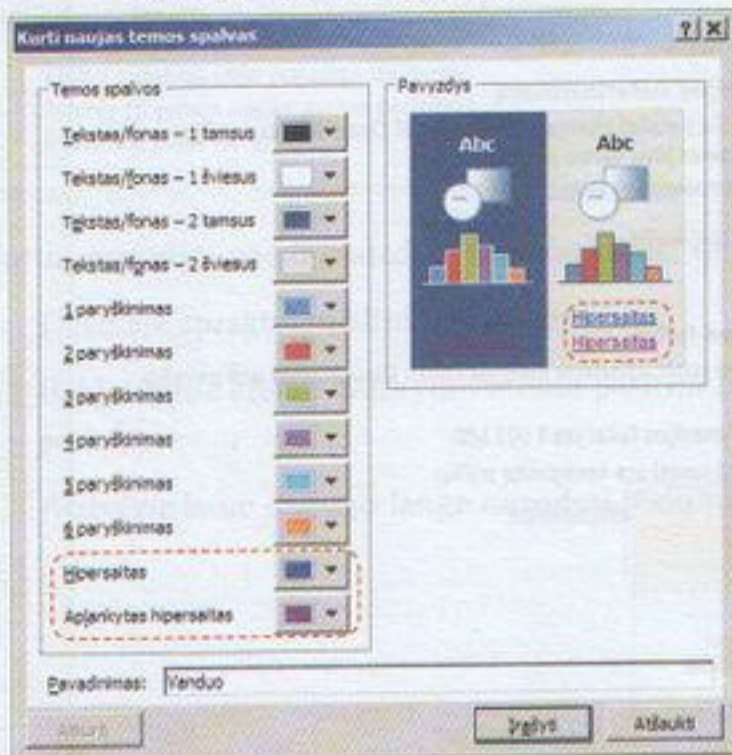 Kurti naujas temos spalvas
Temos spalvos
Tekstas/fonas – 1 tamsus
Tekstas/fonas – 1 šviesus
Tekstas/fonas – 2 tamsus
Tekstas/fonas – 2 šviesus
1 paryškinimas
2 paryškinimas
3 paryškinimas
4 paryškinimas
5 paryškinimas
6 paryškinimas
Hipersaitas
Aplankytas hipersaitas
Pavyzdys
Abc Abc
Hipersaitas
Hipersaitas
Pavadinimas: Vanduo
Įrašyti Atšaukti